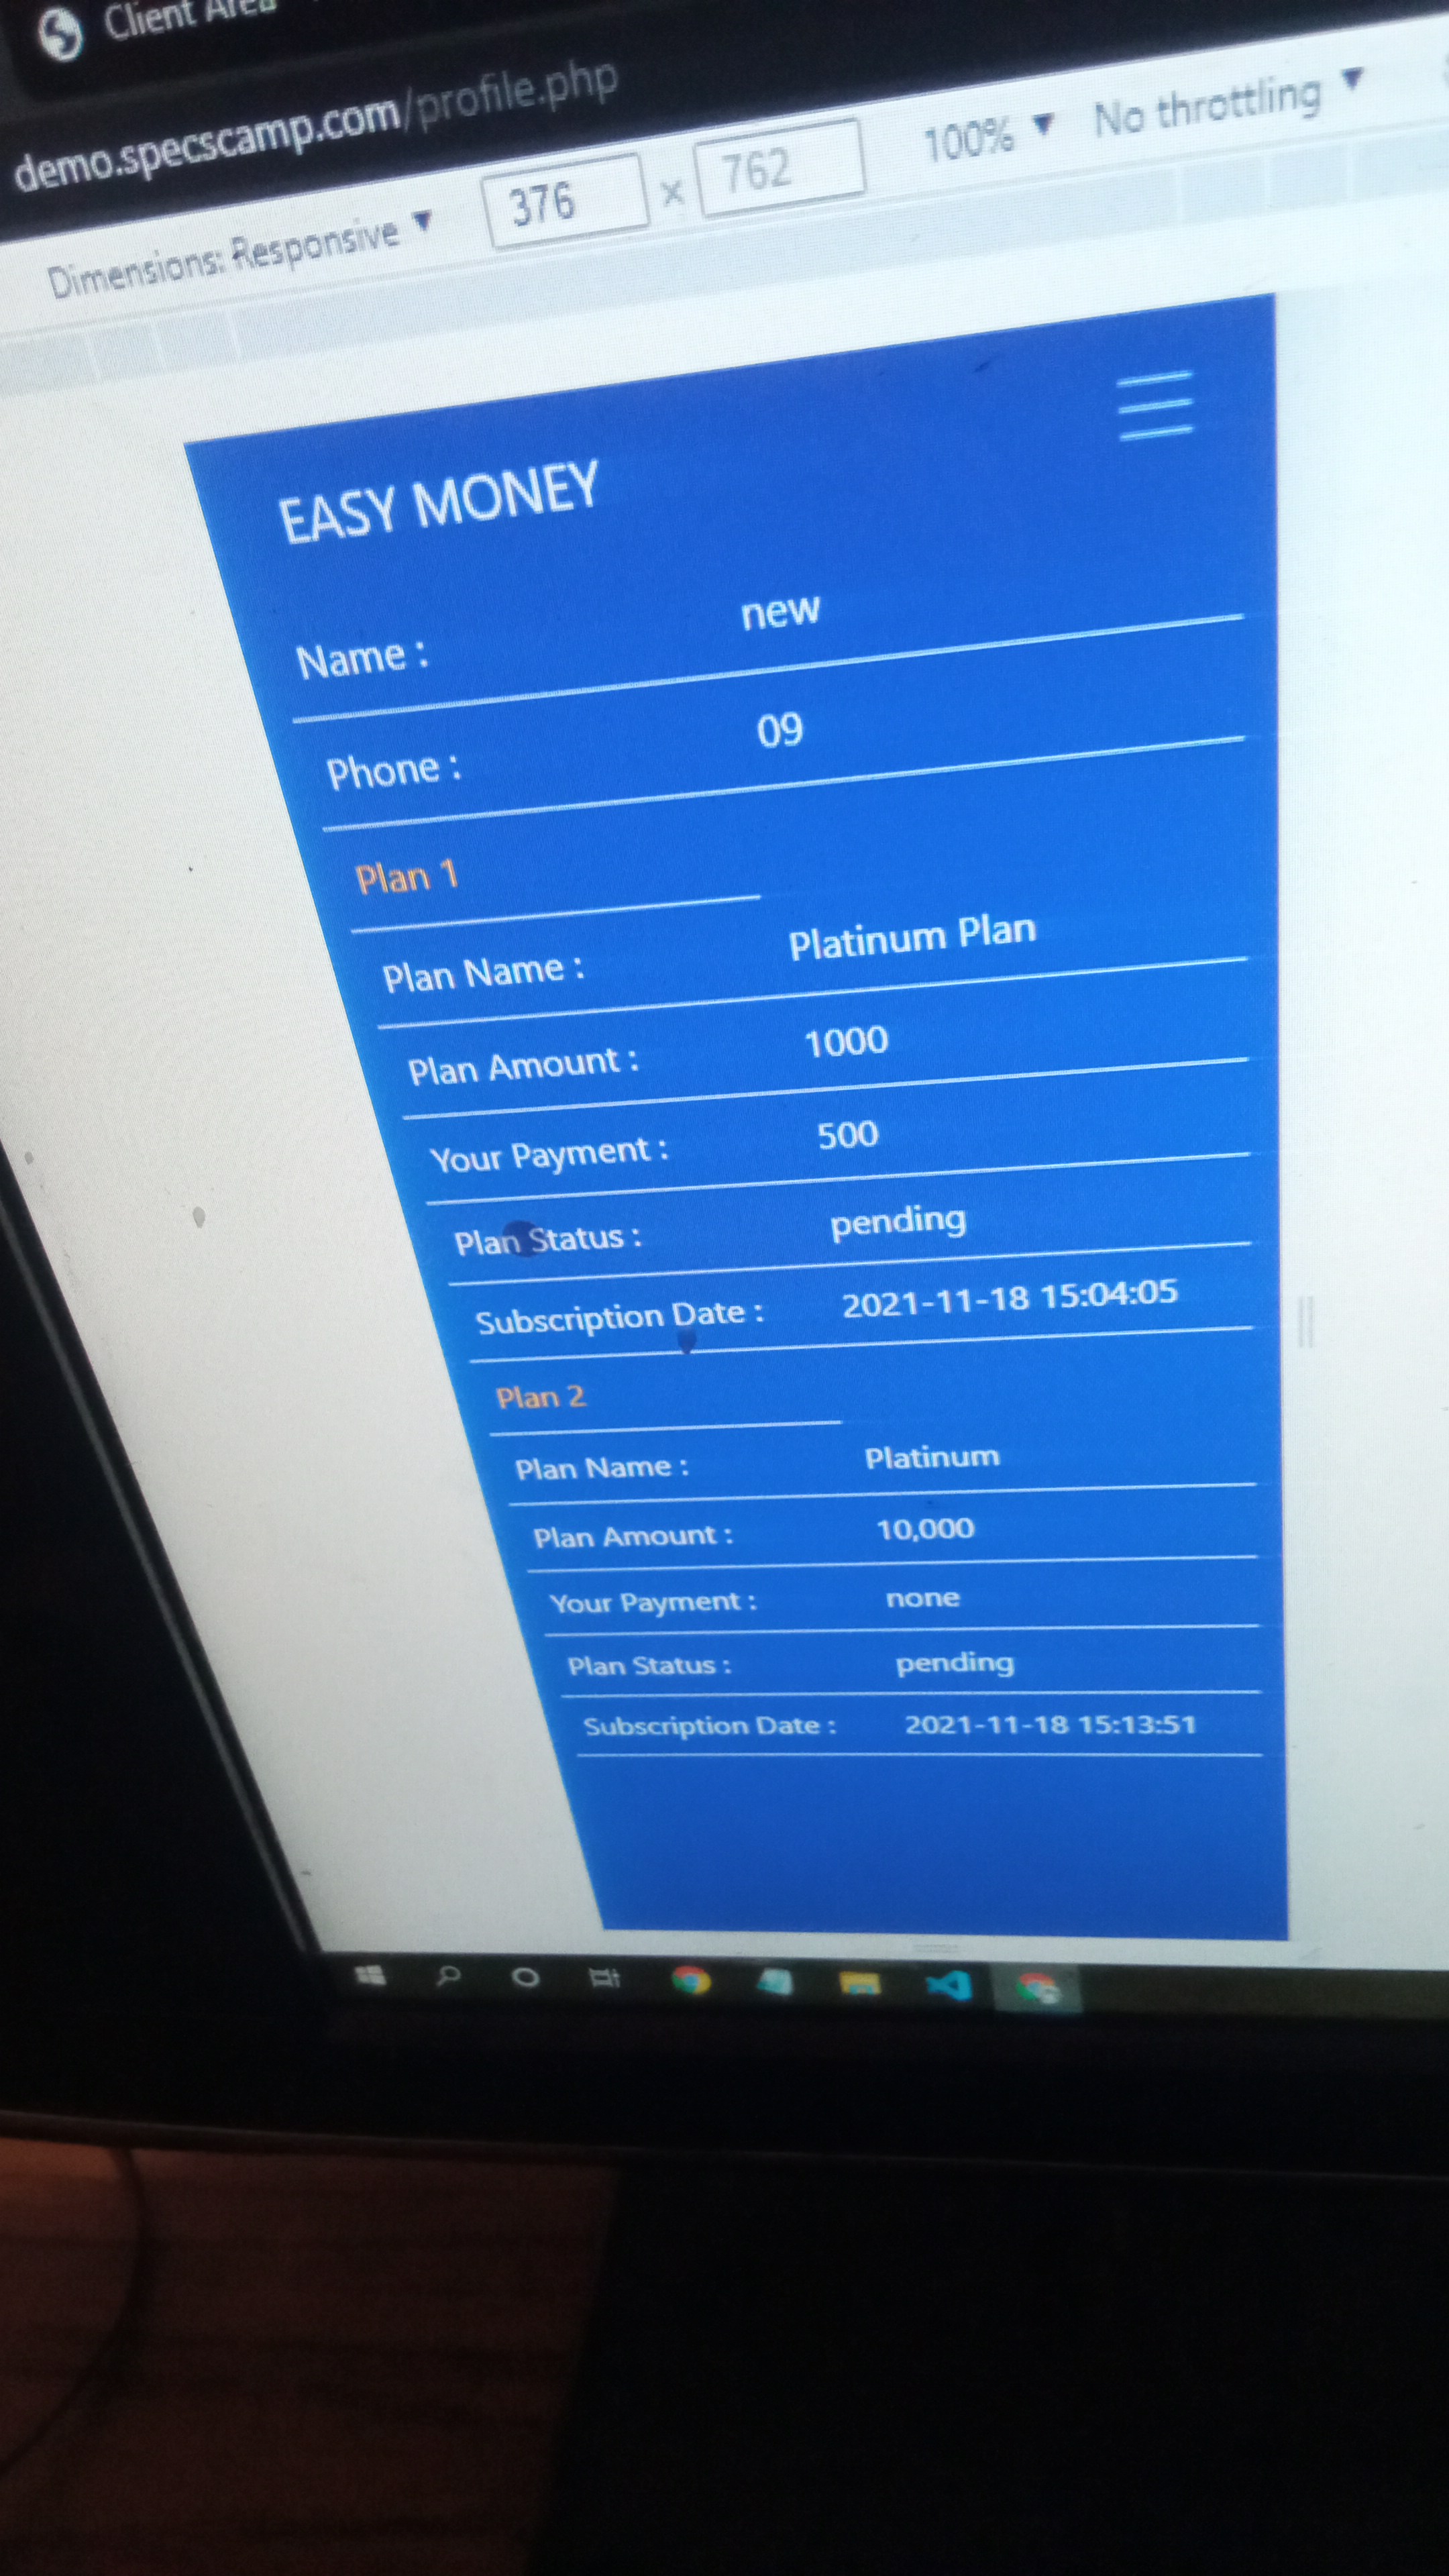 Client Area
demo.specscamp.com/profile.php
Dimensions: Responsive 376 × 762 100% No throttling
EASY MONEY
Name : new
Phone : 09
Plan 1
Plan Name : Platinum Plan
Plan Amount : 1000
Your Payment : 500
Plan Status : pending
Subscription Date : 2021-11-18 15:04:05
Plan 2
Plan Name : Platinum
Plan Amount : 10,000
Your Payment : none
Plan Status : pending
Subscription Date : 2021-11-18 15:13:51